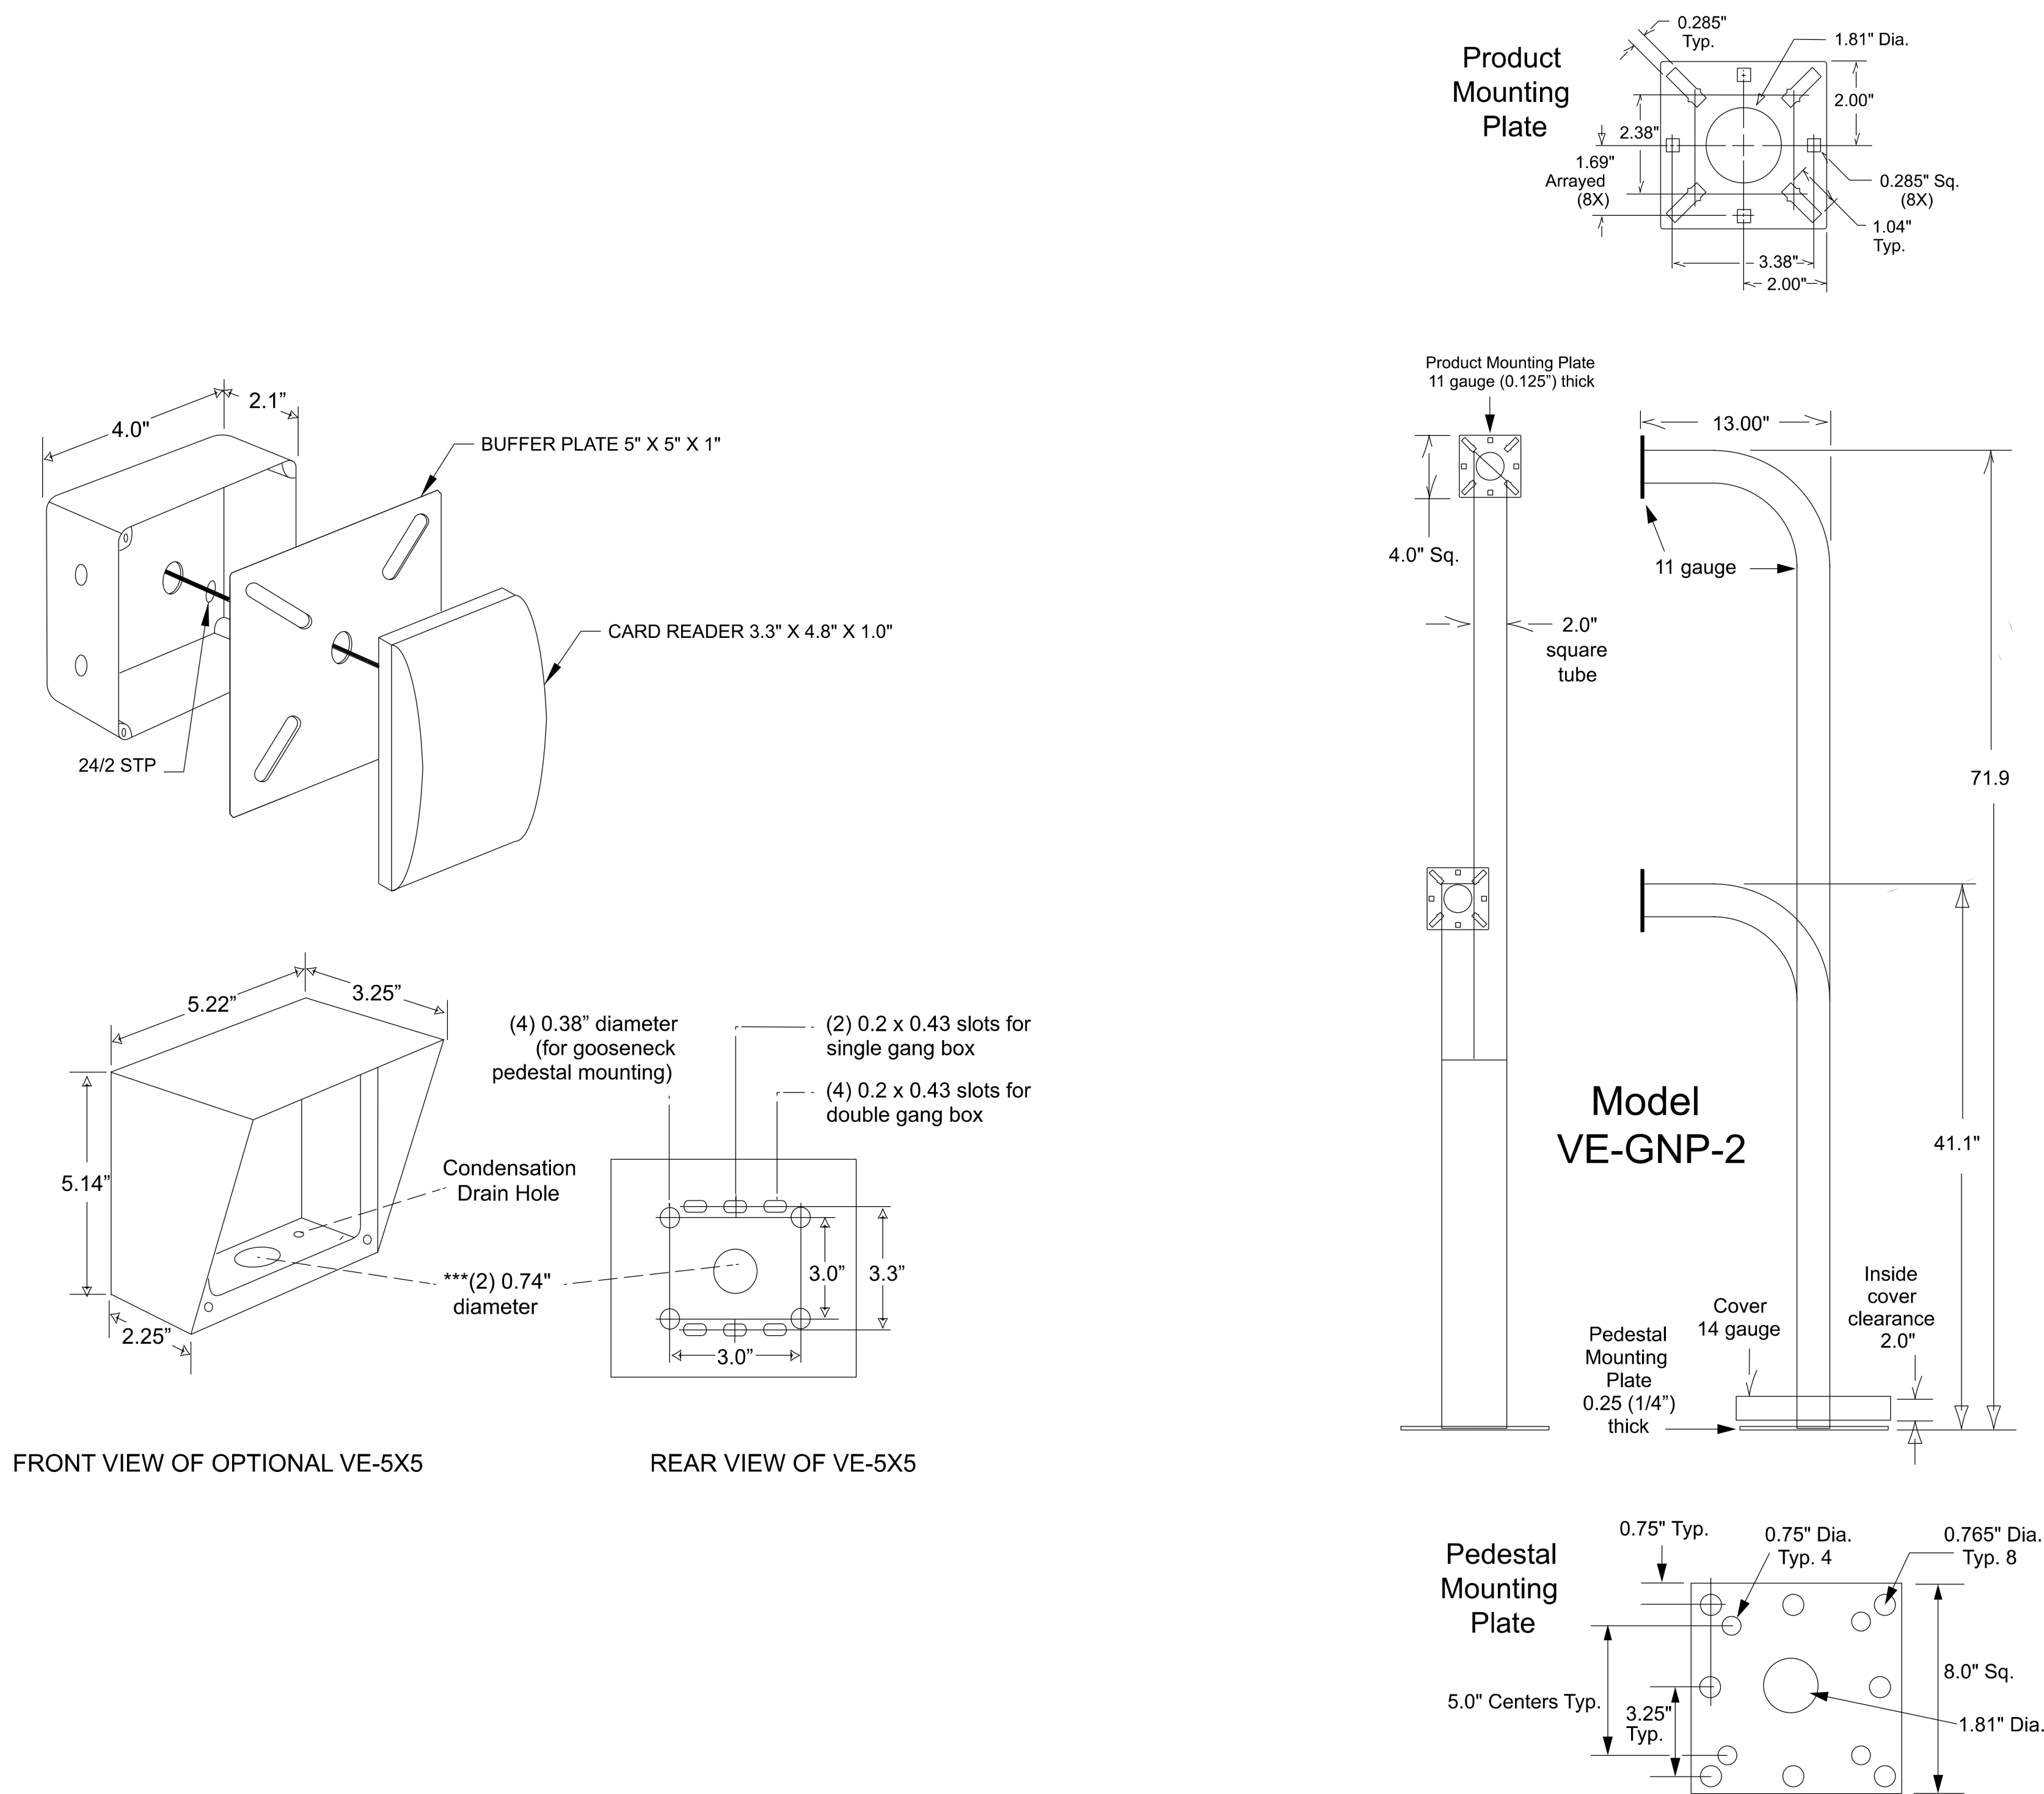 0.285"
Typ.
1.81" Dia.
Product
Mounting
Plate
2.00"
2.38"
1.69"
Arrayed
(8X)
0.285" Sq.
(8X)
1.04"
Typ.
3.38"
2.00"
Product Mounting Plate
11 gauge (0.125”) thick
4.0"
2.1"
BUFFER PLATE 5" X 5" X 1"
CARD READER 3.3" X 4.8" X 1.0"
24/2 STP
13.00"
4.0" Sq.
11 gauge
2.0"
square
tube
71.9
5.22”
3.25”
5.14”
2.25”
Condensation
Drain Hole
***(2) 0.74"
diameter
(4) 0.38” diameter
(for gooseneck
pedestal mounting)
(2) 0.2 x 0.43 slots for
single gang box
(4) 0.2 x 0.43 slots for
double gang box
3.0”
3.3”
3.0”
Model
VE-GNP-2
41.1"
Inside
cover
clearance
2.0"
Cover
14 gauge
Pedestal
Mounting
Plate
0.25 (1/4”)
thick
FRONT VIEW OF OPTIONAL VE-5X5
REAR VIEW OF VE-5X5
0.75" Typ.
0.75" Dia.
Typ. 4
0.765" Dia.
Typ. 8
Pedestal
Mounting
Plate
8.0" Sq.
5.0" Centers Typ.
3.25"
Typ.
1.81" Dia.